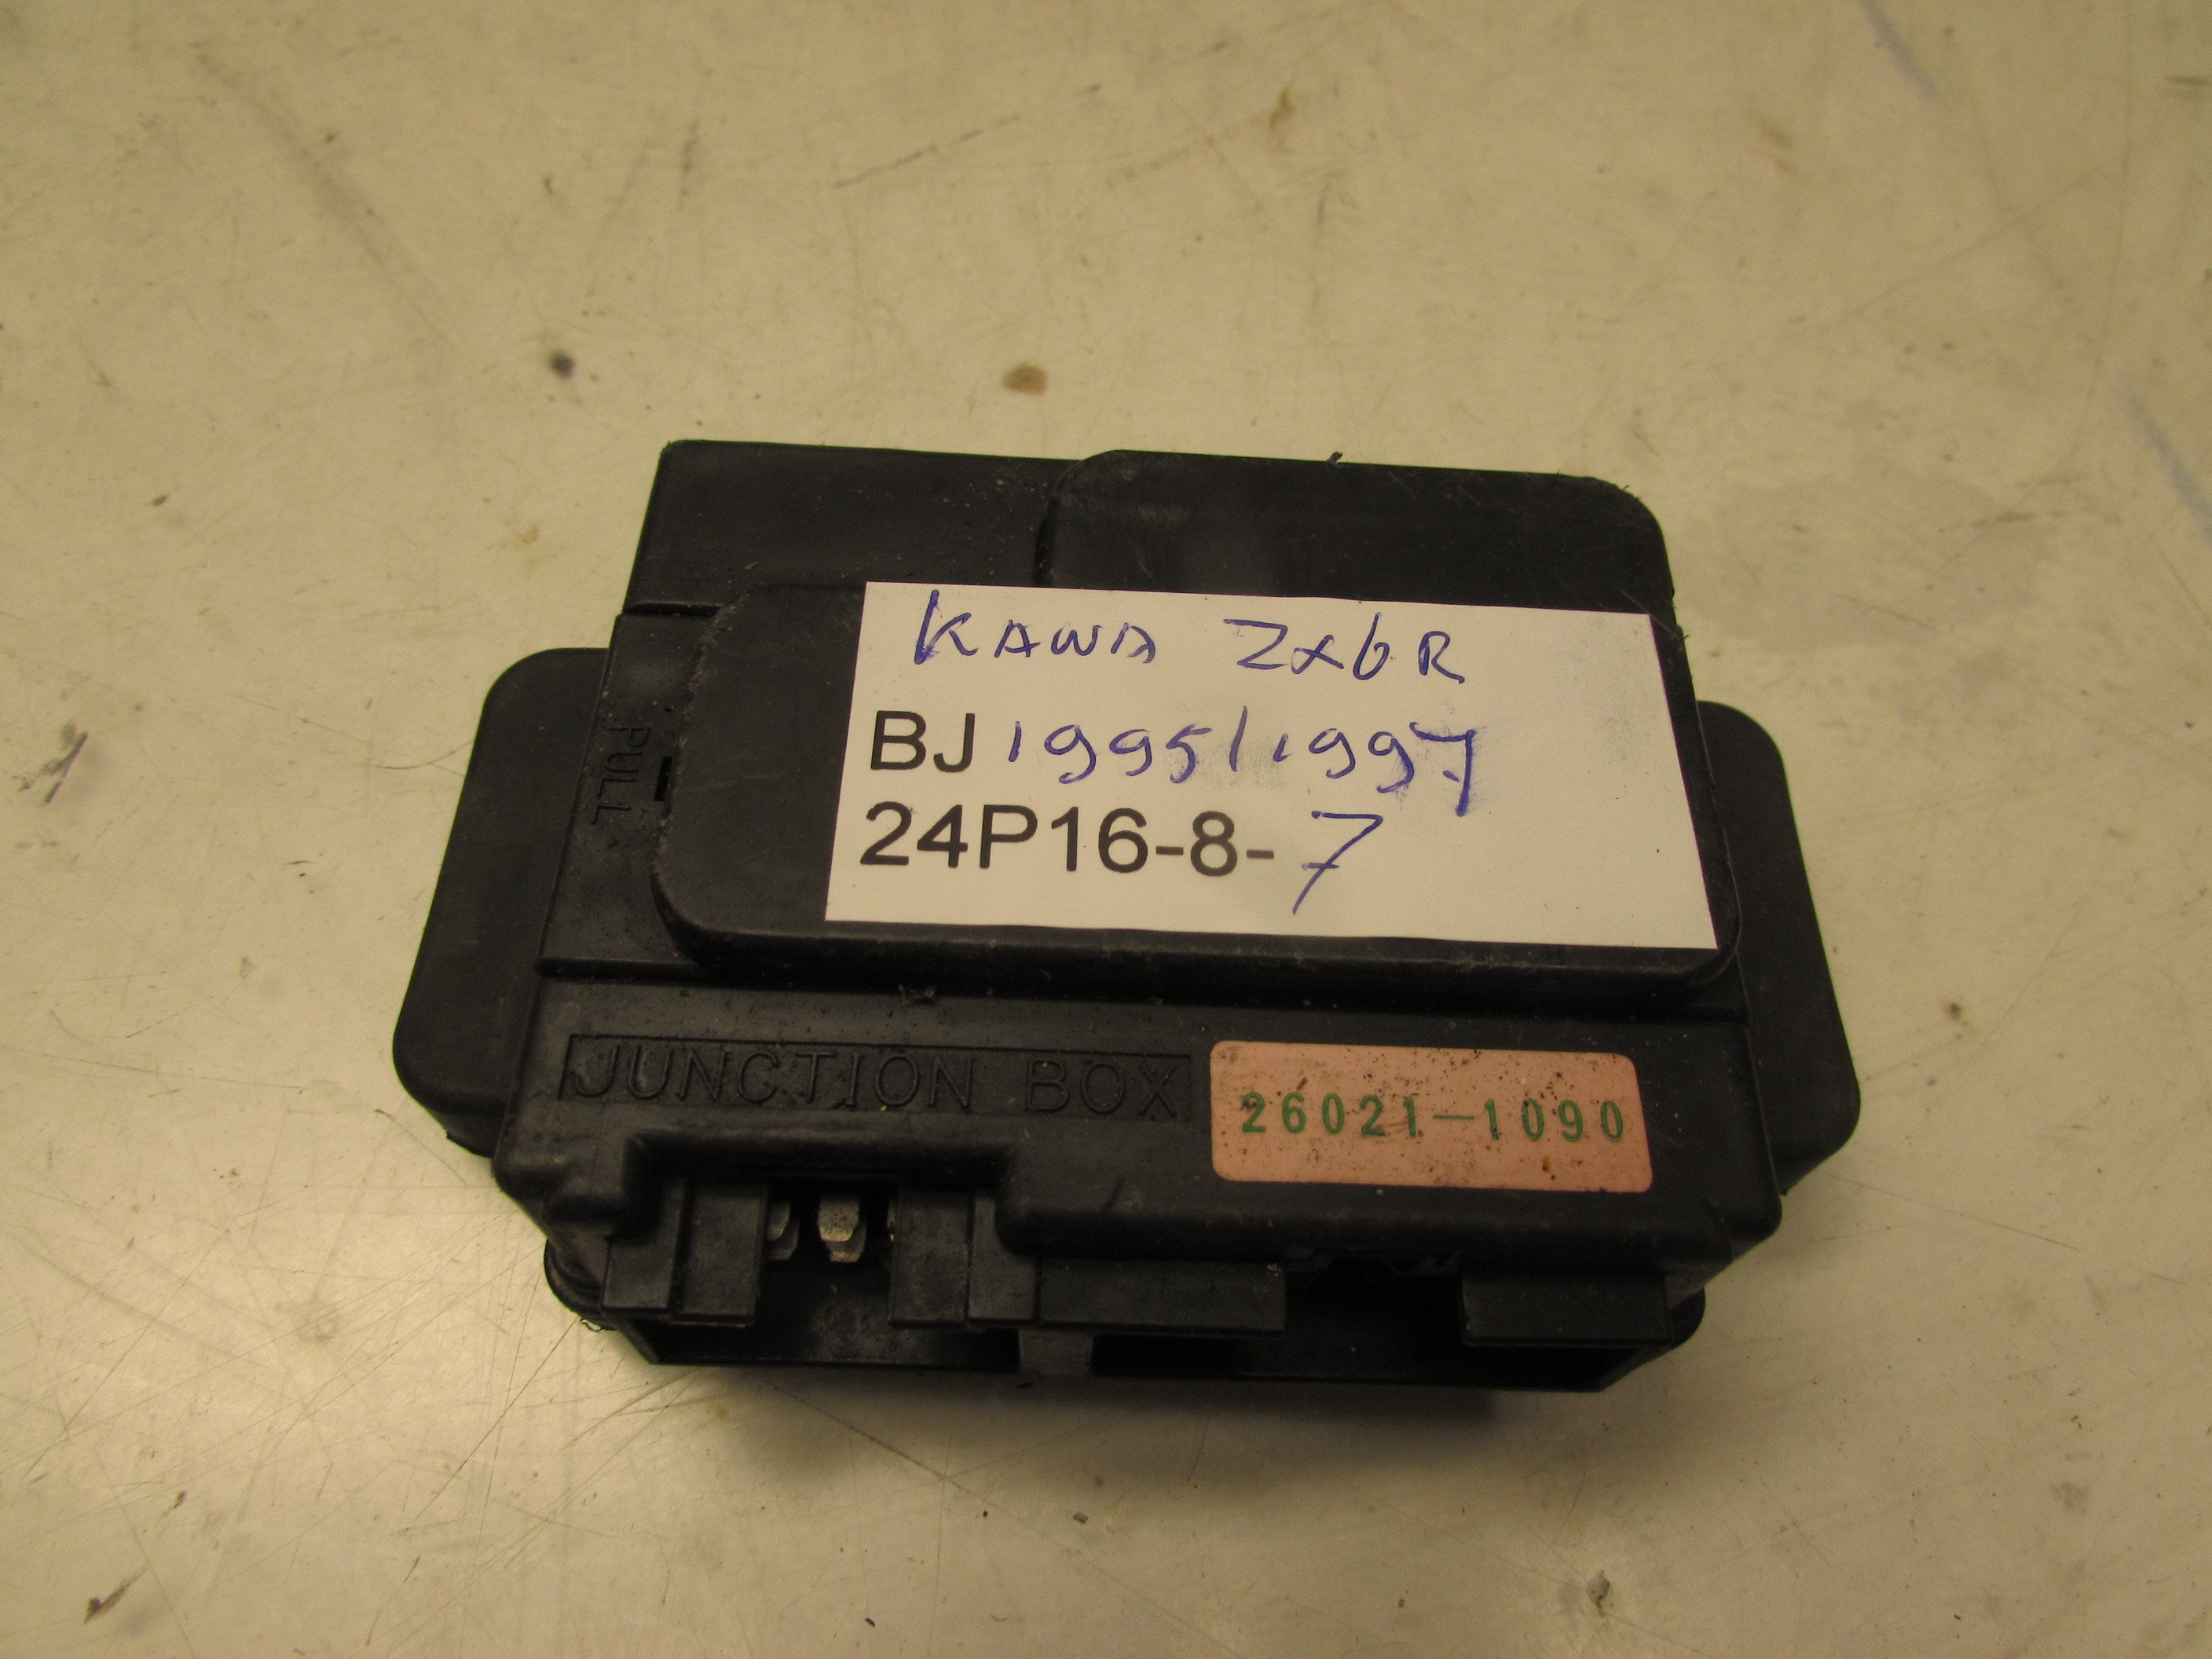 KAWA ZX6R
BJ 1995/1997
24P16-8-7
PULL
JUNCTION BOX
26021-1090